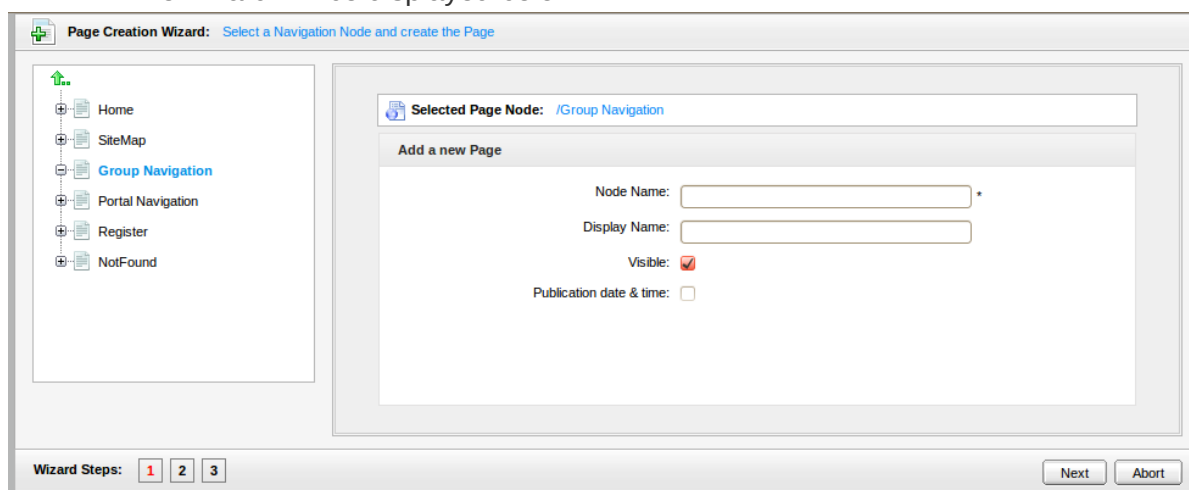 Page Creation Wizard: Select a Navigation Node and create the Page
Home
SiteMap
Group Navigation
Portal Navigation
Register
NotFound
Selected Page Node: /Group Navigation
Add a new Page
Node Name: *
Display Name:
Visible:
Publication date & time:
Wizard Steps: 1 2 3
Next Abort